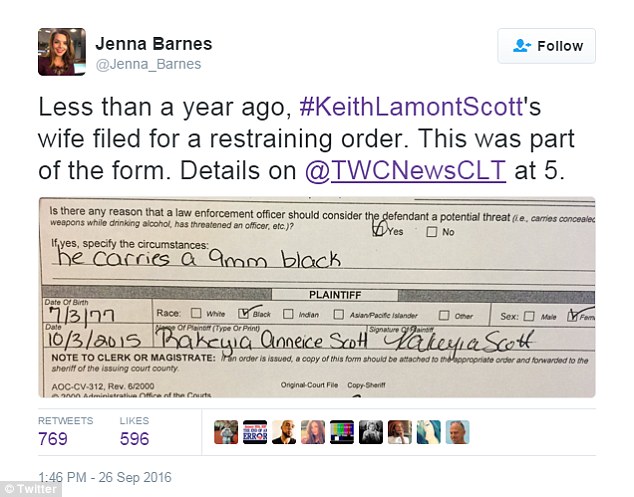 Jenna Barnes
@Jenna_Barnes
Follow
Less than a year ago, #KeithLamontScott's
wife filed for a restraining order. This was part
of the form. Details on @TWCNewsCLT at 5.
Is there any reason that a law enforcement officer should consider the defendant a potential threat (i.e., carries concealed
weapons while drinking alcohol, has threatened an officer, etc.)?
Yes No
If yes, specify the circumstances:
he carries a 9mm black
PLAINTIFF
Date Of Birth
7/3/77
Race: White Black Indian Asian/Pacific Islander Other Sex: Male Fem
Date
10/3/2015
Name Of Plaintiff (Type Or Print)
Rakeyia Anneice Scott
Signature Of Plaintiff
Rakeyia Scott
NOTE TO CLERK OR MAGISTRATE: If an order is issued, a copy of this form should be attached to the appropriate order and forwarded to the
sheriff of the issuing court county.
AOC-CV-312, Rev. 6/2000
Original-Court File Copy-Sheriff
© 2000 Administrative Office of the Courts
RETWEETS
769
LIKES
596
1:46 PM - 26 Sep 2016
© Twitter